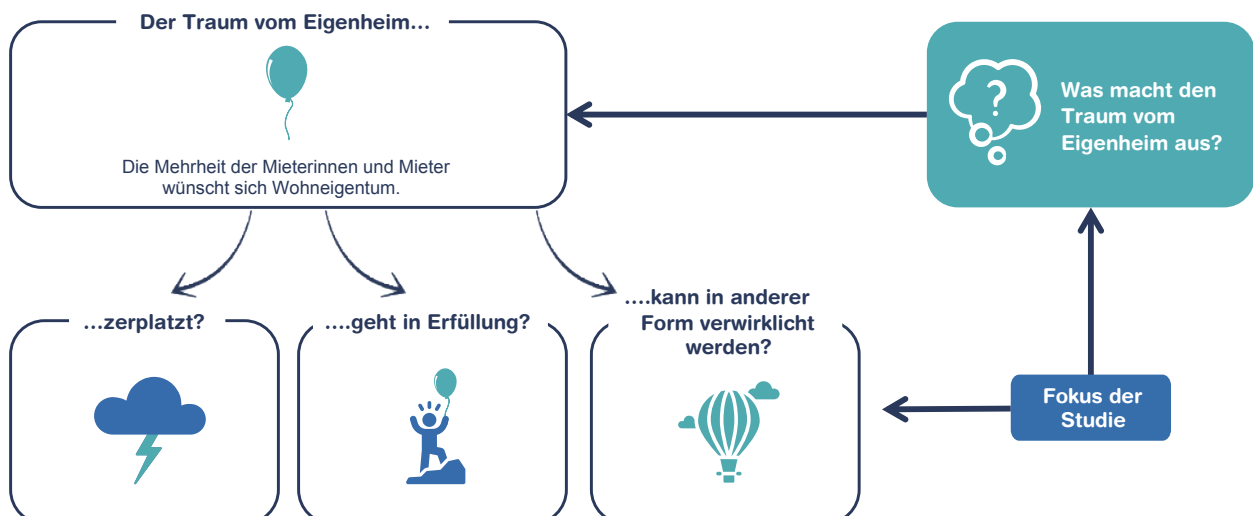 Der Traum vom Eigenheim…
Die Mehrheit der Mieterinnen und Mieter
wünscht sich Wohneigentum.
?
Was macht den
Traum vom
Eigenheim aus?
…zerplatzt?
….geht in Erfüllung?
….kann in anderer
Form verwirklicht
werden?
Fokus der
Studie